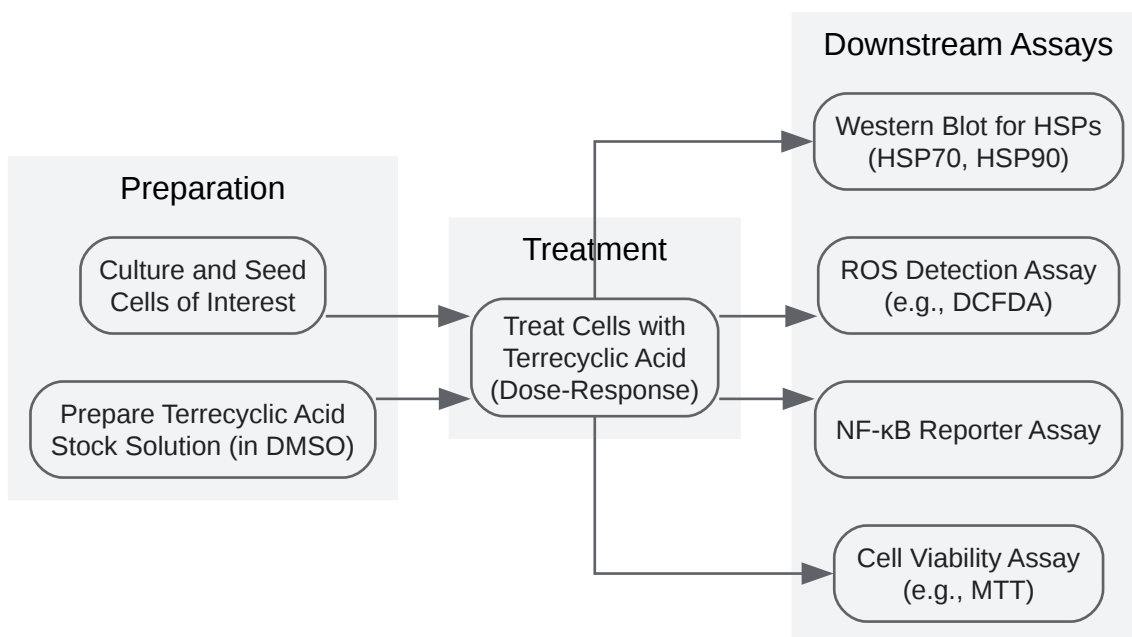 Preparation
Culture and Seed
Cells of Interest
Prepare Terrecyclic Acid
Stock Solution (in DMSO)
Treatment
Treat Cells with
Terrecyclic Acid
(Dose-Response)
Downstream Assays
Western Blot for HSPs
(HSP70, HSP90)
ROS Detection Assay
(e.g., DCFDA)
NF-κB Reporter Assay
Cell Viability Assay
(e.g., MTT)